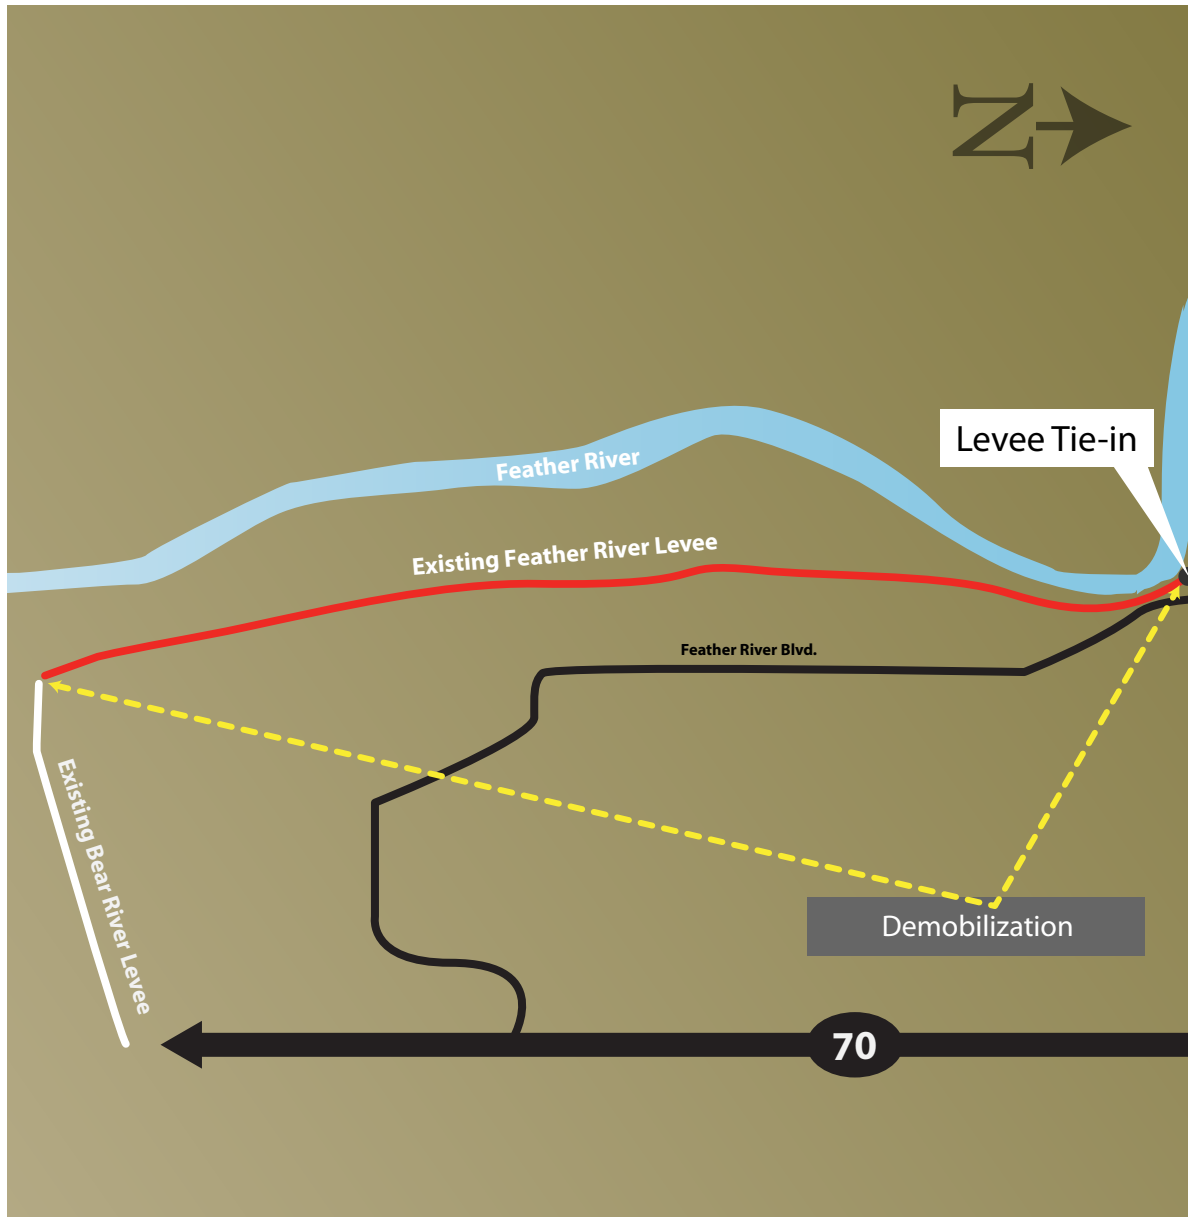 N
Levee Tie-in
Feather River
Existing Feather River Levee
Feather River Blvd.
Existing Bear River Levee
Demobilization
70